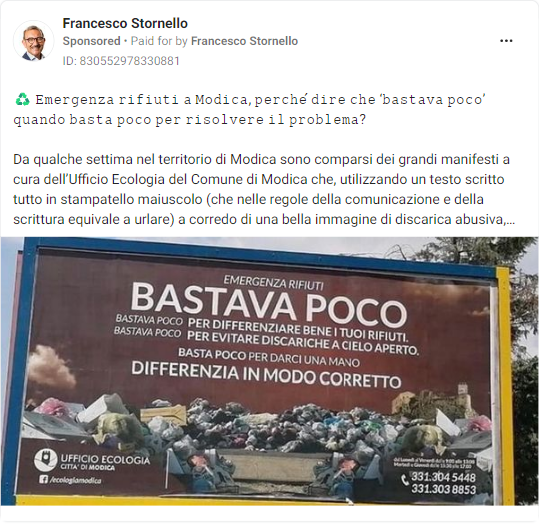 Francesco Stornello
Sponsored • Paid for by Francesco Stornello
ID: 830552978330881
♻️ Emergenza rifiuti a Modica, perché dire che ‘bastava poco’
quando basta poco per risolvere il problema?
Da qualche settima nel territorio di Modica sono comparsi dei grandi manifesti a
cura dell’Ufficio Ecologia del Comune di Modica che, utilizzando un testo scritto
tutto in stampatello maiuscolo (che nelle regole della comunicazione e della
scrittura equivale a urlare) a corredo di una bella immagine di discarica abusiva,...
EMERGENZA RIFIUTI
BASTAVA POCO
BASTAVA POCO PER DIFFERENZIARE BENE I TUOI RIFIUTI.
BASTAVA POCO PER EVITARE DISCARICHE A CIELO APERTO.
BASTA POCO PER DARCI UNA MANO
DIFFERENZIA IN MODO CORRETTO
UFFICIO ECOLOGIA
CITTA' DI MODICA
/ecologiamodica
331.304 5448
331.303 8853